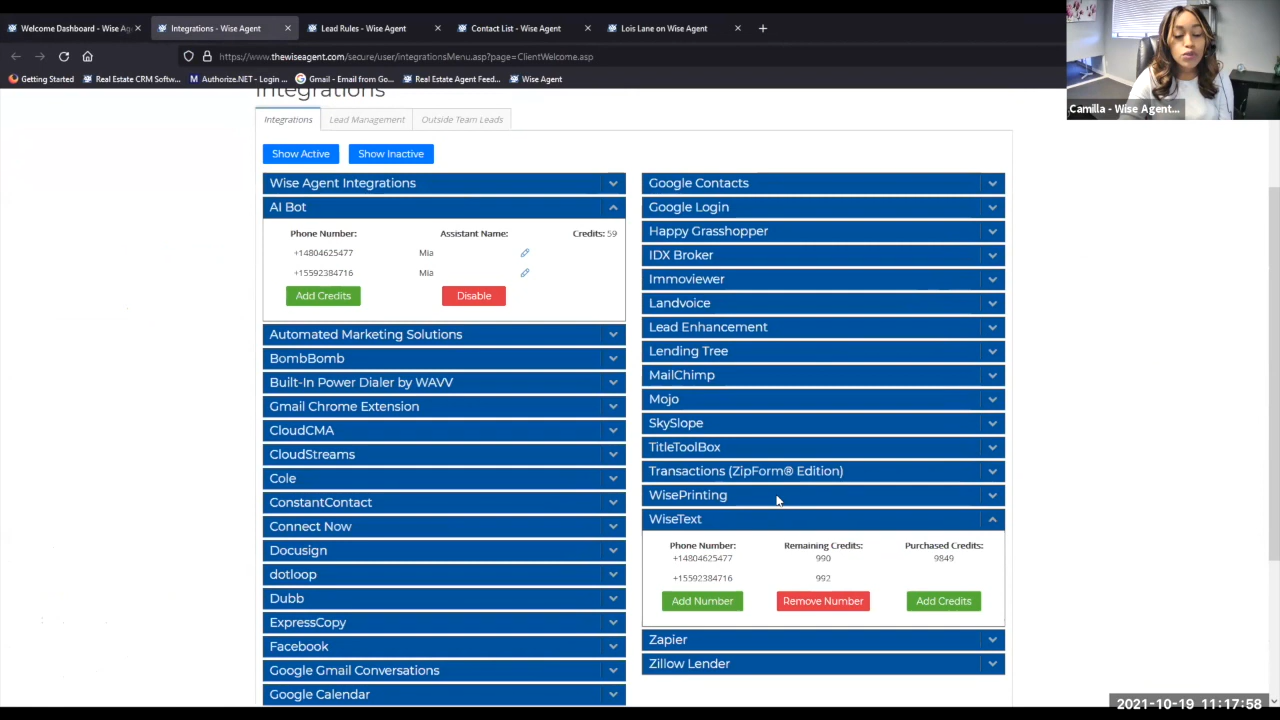 Welcome Dashboard - Wise Ag
Integrations - Wise Agent
Lead Rules - Wise Agent
Contact List - Wise Agent
Lois Lane on Wise Agent
https://www.thewiseagent.com/secure/user/integrationsMenu.asp?page=ClientWelcome.asp
Getting Started
Real Estate CRM Softw...
Authorize.NET - Login ...
Gmail - Email from Go...
Real Estate Agent Feed...
Wise Agent
Camilla - Wise Agent...
Integrations
Integrations
Lead Management
Outside Team Leads
Show Active
Show Inactive
Wise Agent Integrations
AI Bot
Phone Number: Assistant Name: Credits: 59
+14804625477 Mia
+15592384716 Mia
Add Credits
Disable
Automated Marketing Solutions
BombBomb
Built-In Power Dialer by WAVV
Gmail Chrome Extension
CloudCMA
CloudStreams
Cole
ConstantContact
Connect Now
Docusign
dotloop
Dubb
ExpressCopy
Facebook
Google Gmail Conversations
Google Calendar
Google Contacts
Google Login
Happy Grasshopper
IDX Broker
Immoviewer
Landvoice
Lead Enhancement
Lending Tree
MailChimp
Mojo
SkySlope
TitleToolBox
Transactions (ZipForm® Edition)
WisePrinting
WiseText
Phone Number: Remaining Credits: Purchased Credits:
+14804625477 990 9849
+15592384716 992
Add Number
Remove Number
Add Credits
Zapier
Zillow Lender
2021-10-19 11:17:58